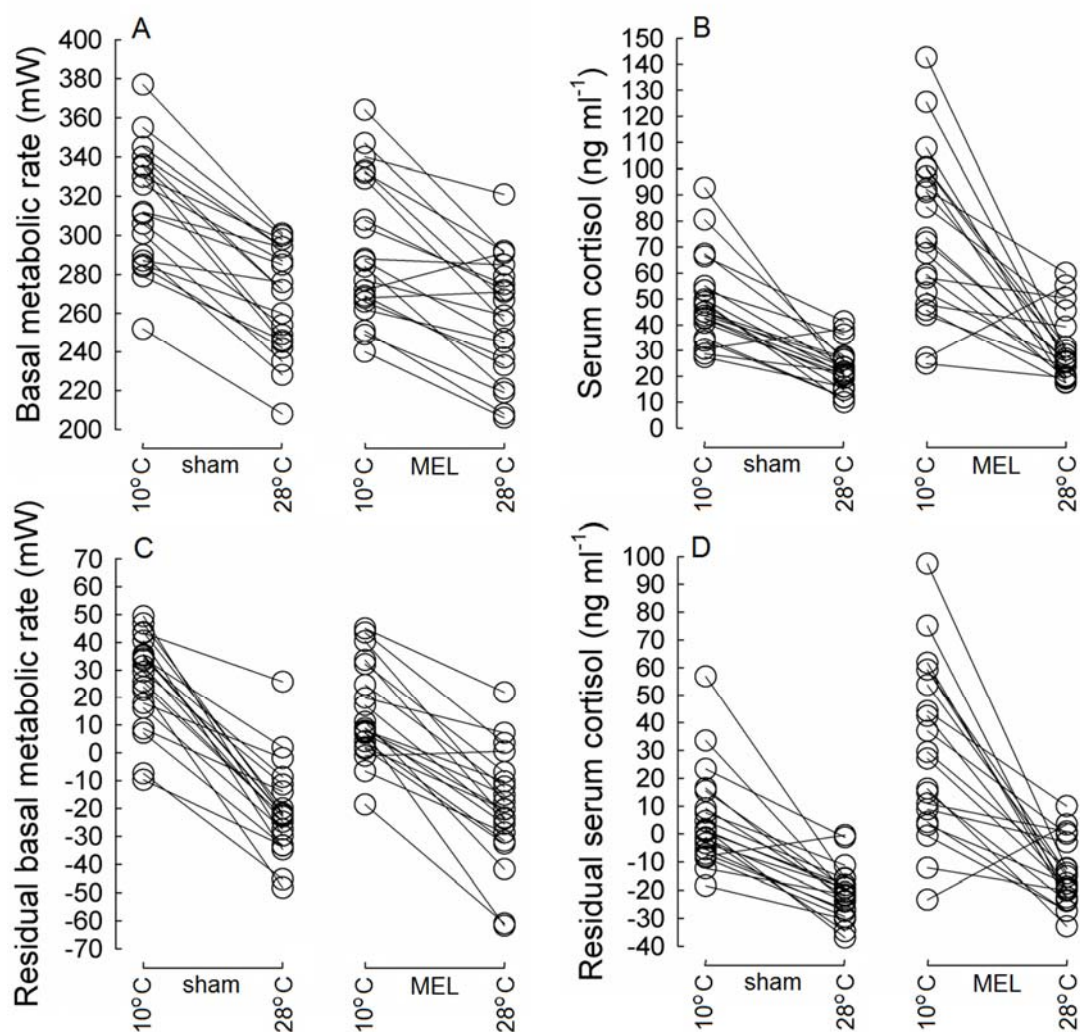 A
Basal metabolic rate (mW)
400
380
360
340
320
300
280
260
240
220
200
10°C
sham
28°C
10°C
MEL
28°C
B
Serum cortisol (ng ml⁻¹)
150
140
130
120
110
100
90
80
70
60
50
40
30
20
10
0
10°C
sham
28°C
10°C
MEL
28°C
C
Residual basal metabolic rate (mW)
70
60
50
40
30
20
10
0
-10
-20
-30
-40
-50
-60
-70
10°C
sham
28°C
10°C
MEL
28°C
D
Residual serum cortisol (ng ml⁻¹)
100
90
80
70
60
50
40
30
20
10
0
-10
-20
-30
-40
10°C
sham
28°C
10°C
MEL
28°C